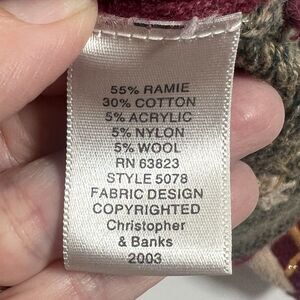 55% RAMIE
30% COTTON
5% ACRYLIC
5% NYLON
5% WOOL
RN 63823
STYLE 5078
FABRIC DESIGN
COPYRIGHTED
Christopher
& Banks
2003